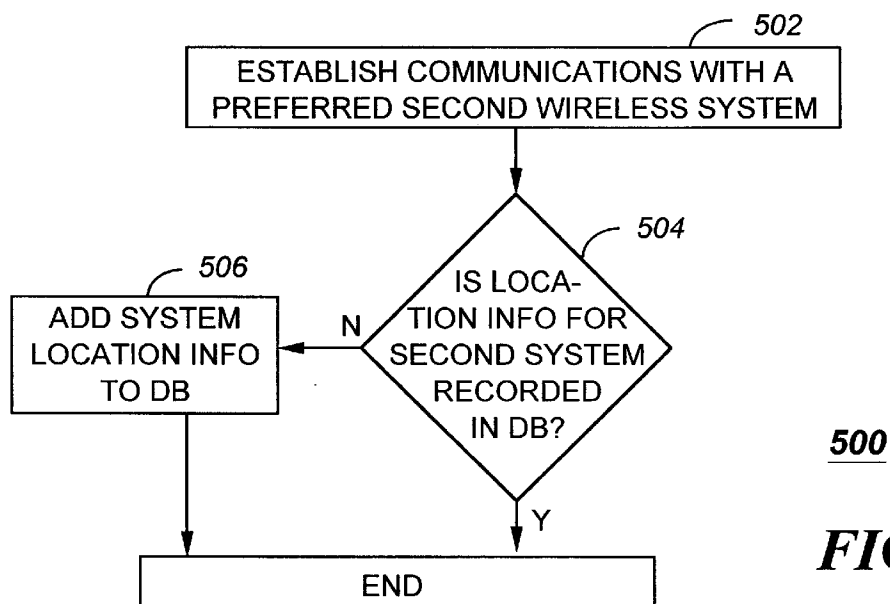 502
ESTABLISH COMMUNICATIONS WITH A
PREFERRED SECOND WIRELESS SYSTEM
504
IS LOCA-
TION INFO FOR
SECOND SYSTEM
RECORDED
IN DB?
506
ADD SYSTEM
LOCATION INFO
TO DB
N
Y
500
END